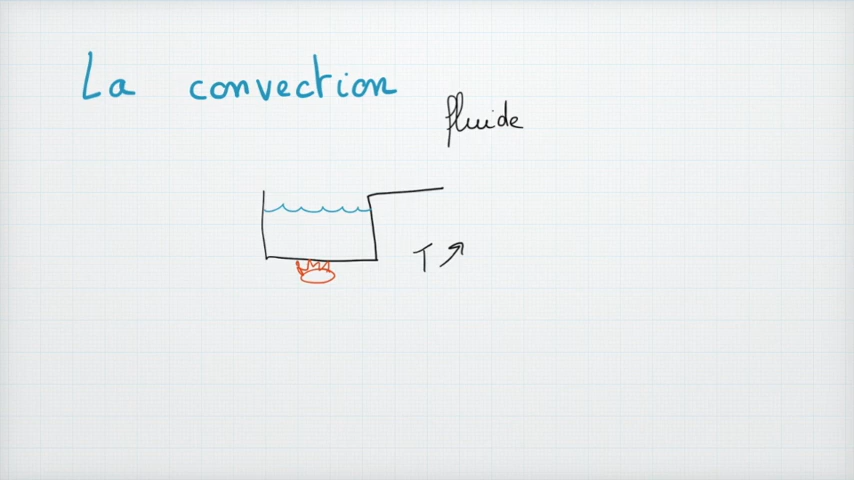 La convection
fluide
T ↗